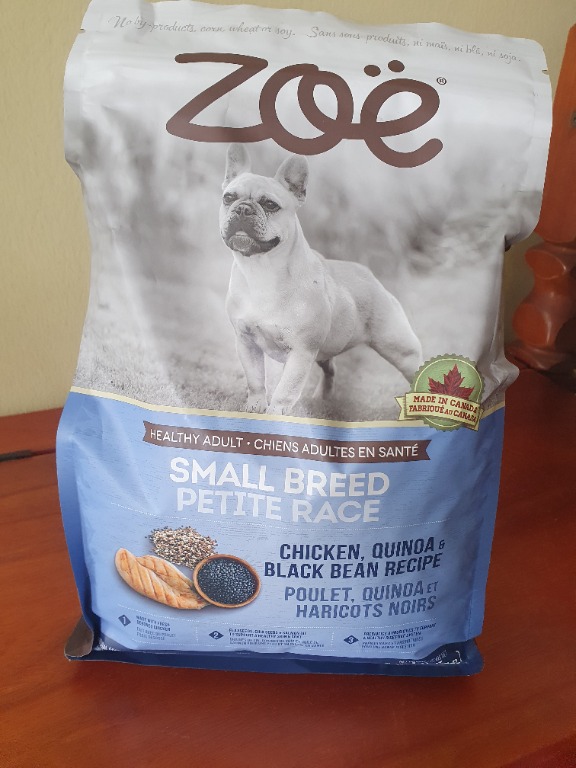 No by-products, corn, wheat or soy. Sans sous-produits, ni maïs, ni blé, ni soja.
zoë®
MADE IN CANADA
FABRIQUÉ AU CANADA
HEALTHY ADULT • CHIENS ADULTES EN SANTÉ
SMALL BREED
PETITE RACE
CHICKEN, QUINOA &
BLACK BEAN RECIPE
POULET, QUINOA ET
HARICOTS NOIRS
1
2
3